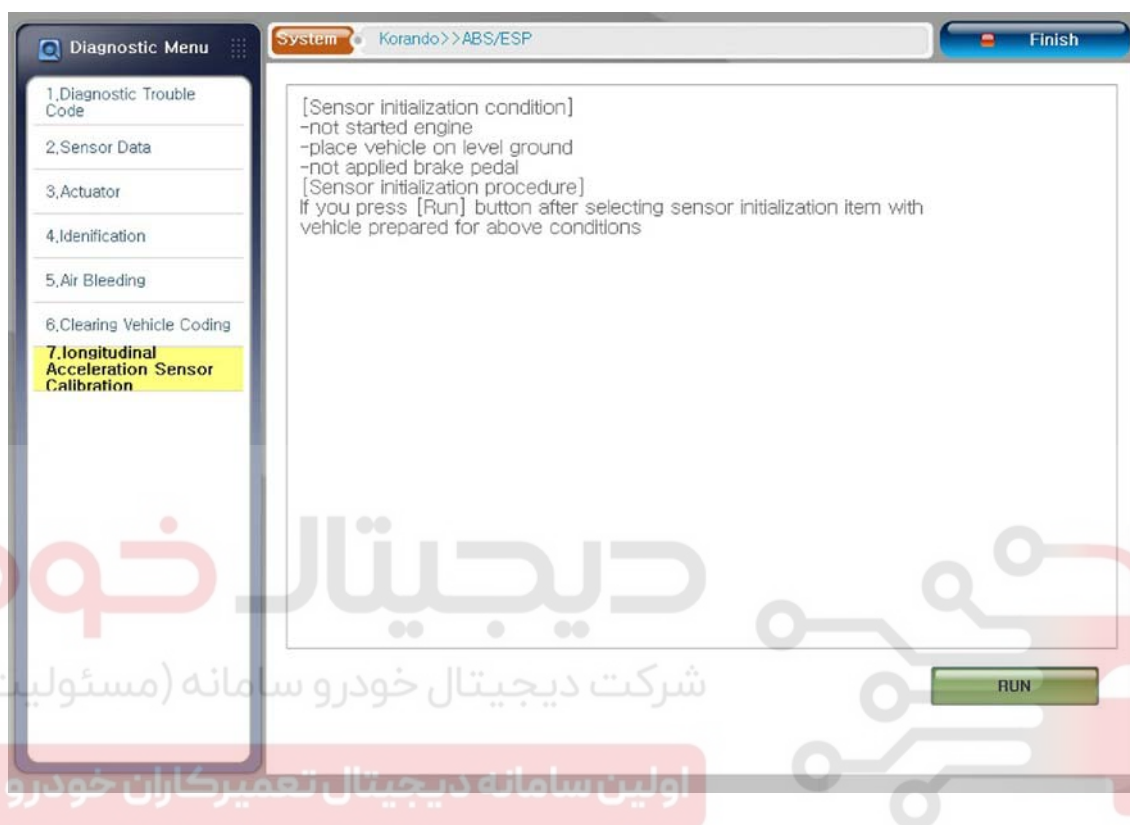 Diagnostic Menu
System
Korando>>ABS/ESP
Finish
1.Diagnostic Trouble
Code
2.Sensor Data
3.Actuator
4.Idenification
5.Air Bleeding
6.Clearing Vehicle Coding
7.longitudinal
Acceleration Sensor
Calibration
[Sensor initialization condition]
-not started engine
-place vehicle on level ground
-not applied brake pedal
[Sensor initialization procedure]
If you press [Run] button after selecting sensor initialization item with
vehicle prepared for above conditions
RUN
دیجیتال خودرو
شرکت دیجیتال خودرو سامانه (مسئولیت
اولین سامانه دیجیتال تعمیرکاران خودرو